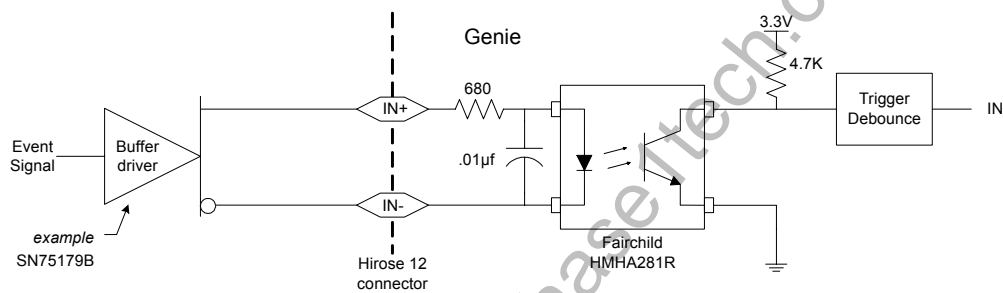 Genie
3.3V
4.7K
680
IN+
Trigger
Debounce
IN
Event
Signal
Buffer
driver
.01µf
IN-
example
SN75179B
Hirose 12
connector
Fairchild
HMHA281R
ase1tech.c